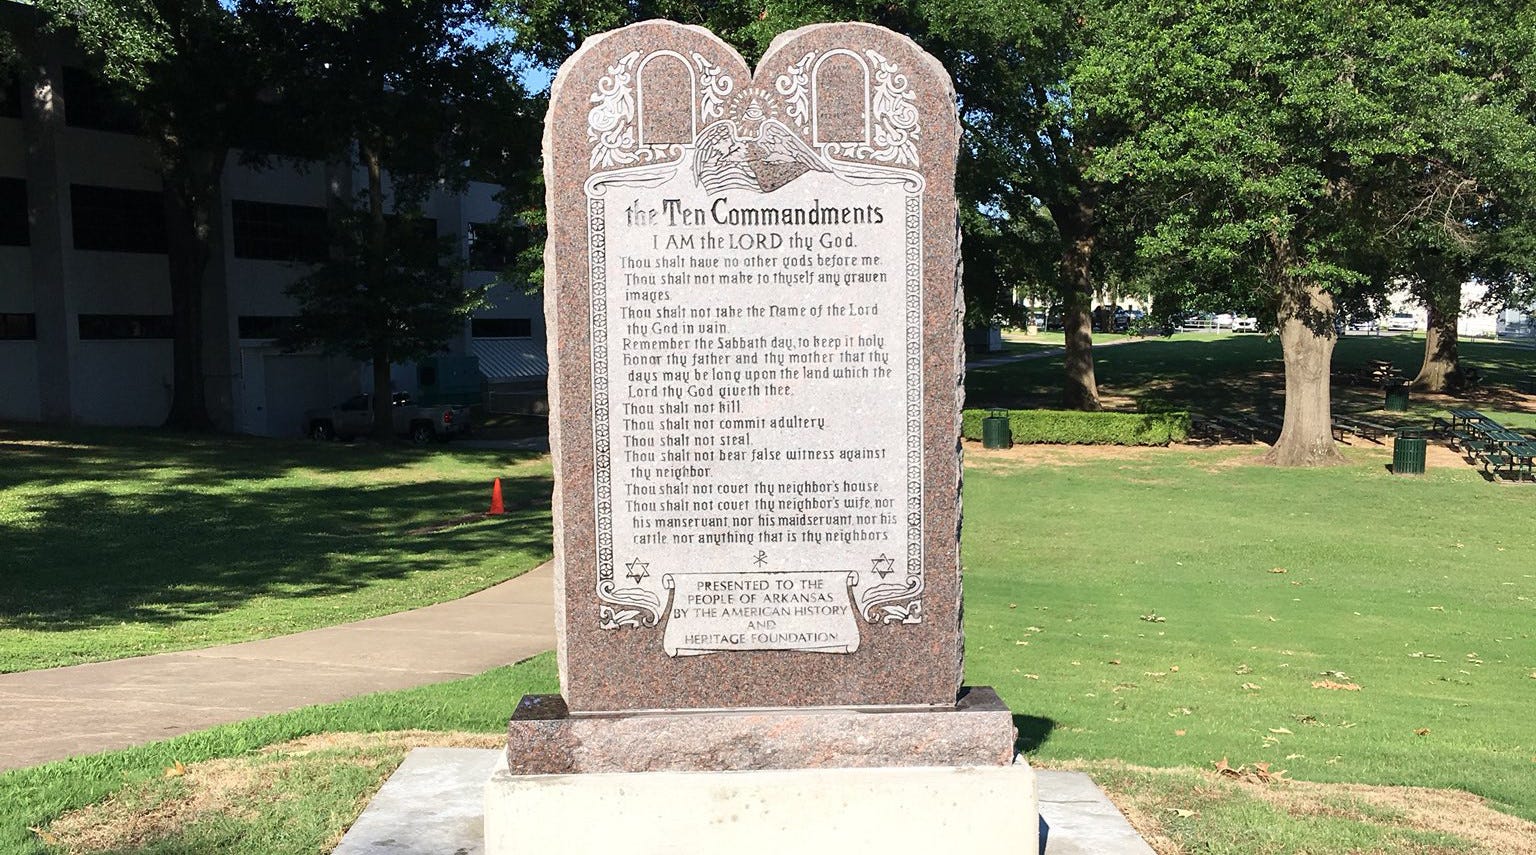 the Ten Commandments
I AM the LORD thy God.
Thou shalt have no other gods before me.
Thou shalt not make to thyself any graven
images.
Thou shalt not take the Name of the Lord
thy God in vain.
Remember the Sabbath day, to keep it holy.
Honor thy father and thy mother that thy
days may be long upon the land which the
Lord thy God giveth thee.
Thou shalt not kill.
Thou shalt not commit adultery.
Thou shalt not steal.
Thou shalt not bear false witness against
thy neighbor.
Thou shalt not covet thy neighbor's house.
Thou shalt not covet thy neighbor's wife, nor
his manservant, nor his maidservant, nor his
cattle, nor anything that is thy neighbors
PRESENTED TO THE
PEOPLE OF ARKANSAS
BY THE AMERICAN HISTORY
AND
HERITAGE FOUNDATION